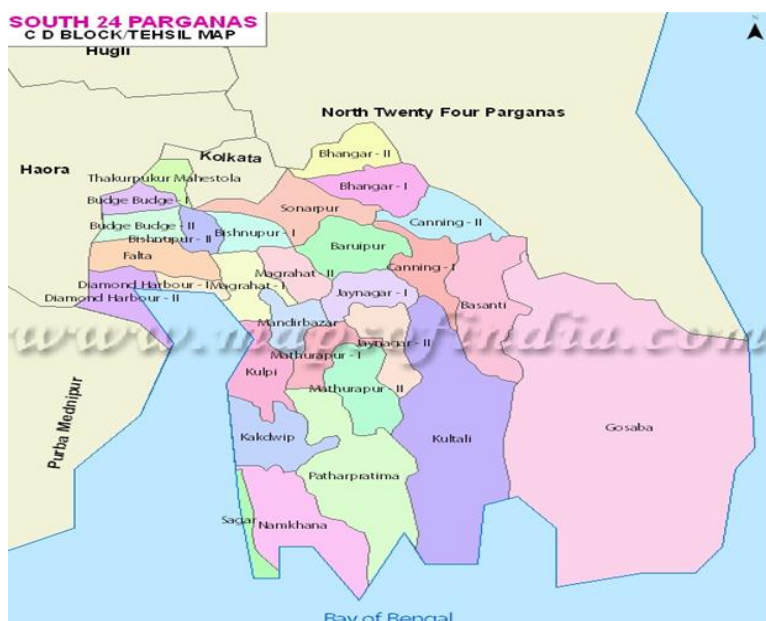 SOUTH 24 PARGANAS
C D BLOCK/TEHSIL MAP
N
Hugli
North Twenty Four Parganas
Kolkata
Bhangar - II
Haora
Thakurpukur Mahestola
Bhangar - I
Budge Budge - I
Sonarpur
Budge Budge - II
Bishnupur - I
Canning - II
Bishnupur - II
Baruipur
Falta
Magrahat - II
Canning - I
Diamond Harbour - I
Magrahat - I
Jaynagar - I
Basanti
Diamond Harbour - II
Mandirbazar
www.mapsofindia.com
Jaynagar - II
Mathurapur - I
Kulpi
Mathurapur - II
Purba Mednipur
Kakdwip
Kultali
Gosaba
Patharpratima
Sagar
Namkhana
Bay of Bengal